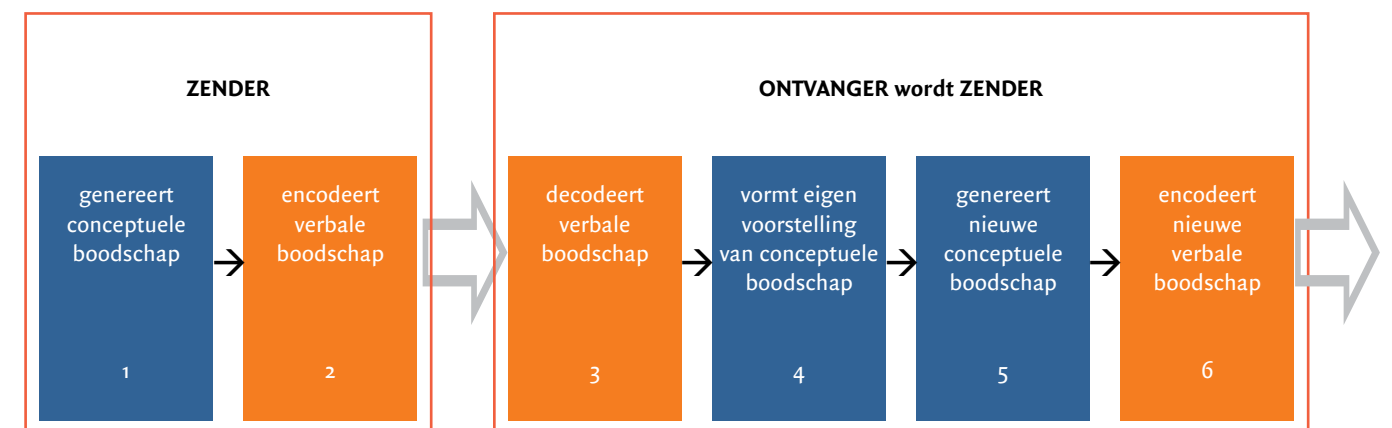 ZENDER
ONTVANGER wordt ZENDER
genereert
conceptuele
boodschap
1
encodeert
verbale
boodschap
2
decodeert
verbale
boodschap
3
vormt eigen
voorstelling
van conceptuele
boodschap
4
genereert
nieuwe
conceptuele
boodschap
5
encodeert
nieuwe
verbale
boodschap
6